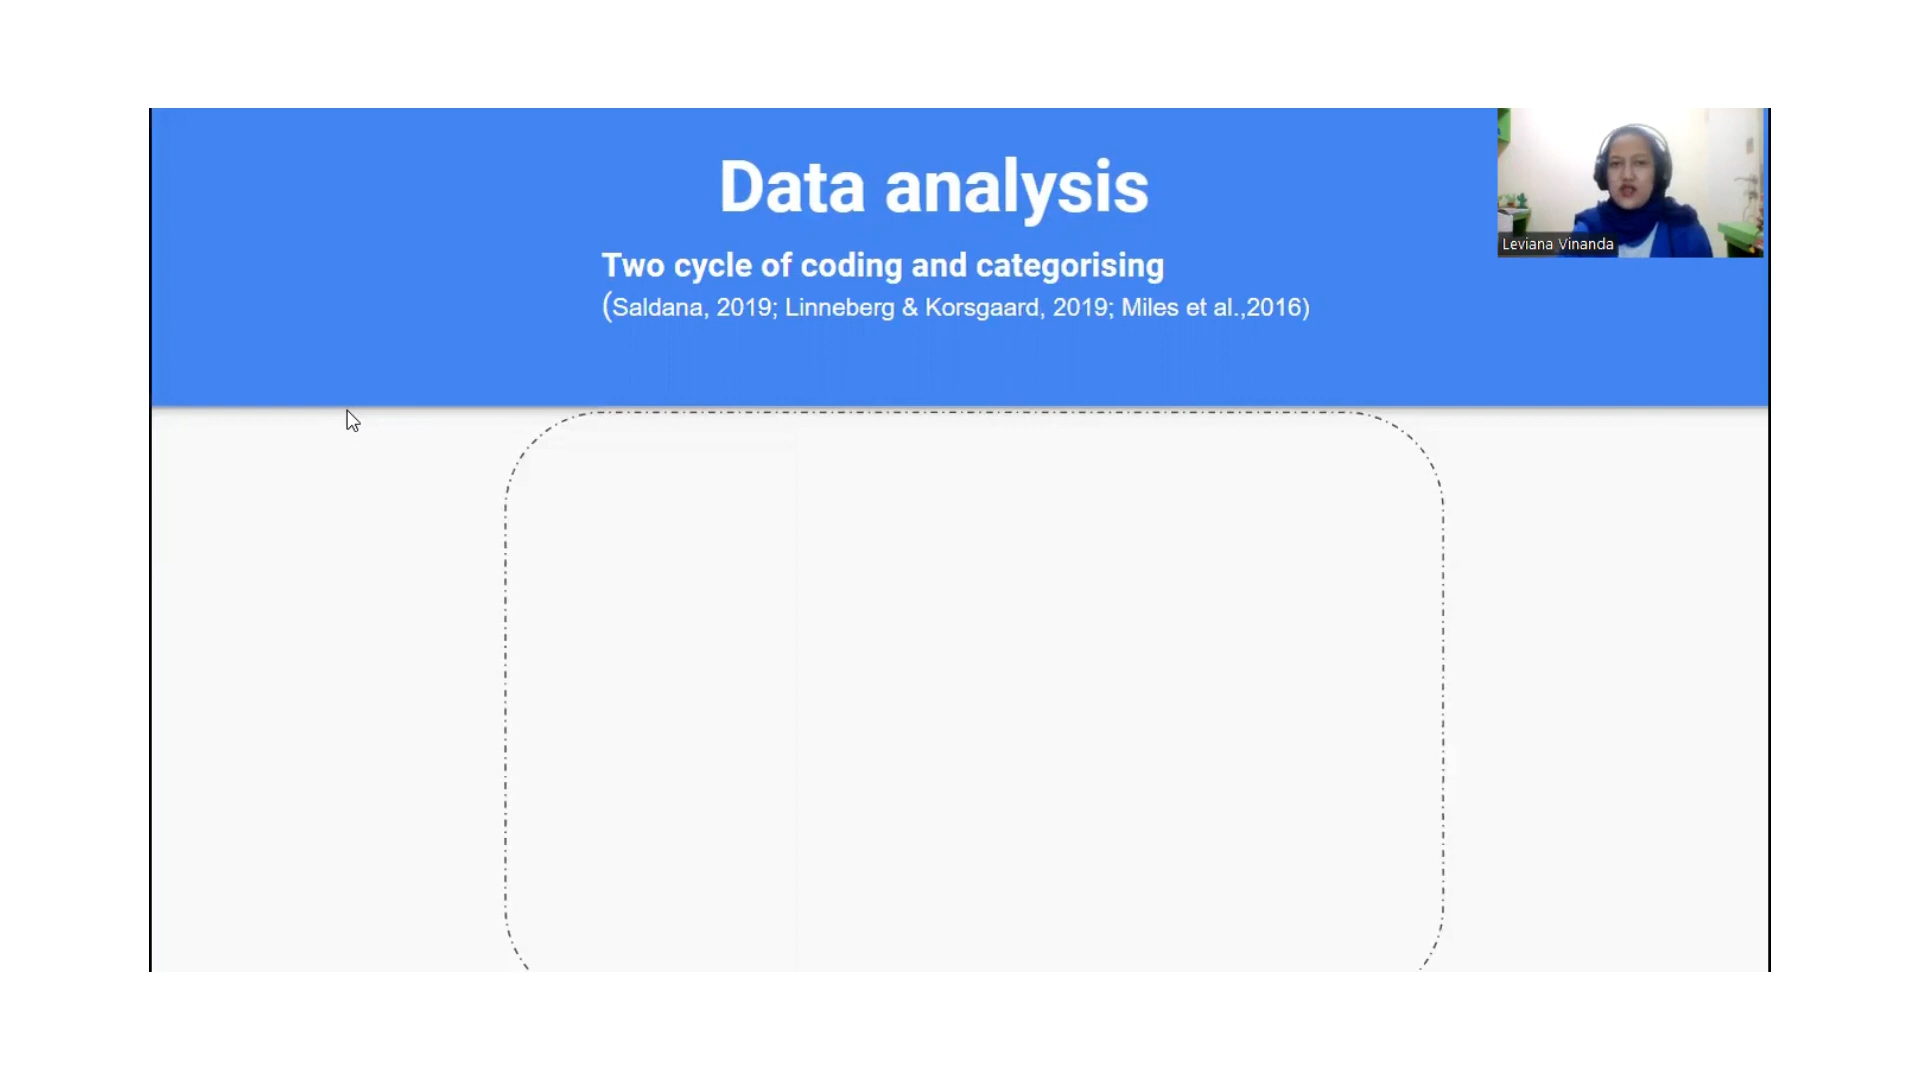 Data analysis
Two cycle of coding and categorising
(Saldana, 2019; Linneberg & Korsgaard, 2019; Miles et al.,2016)
Leviana Vinanda